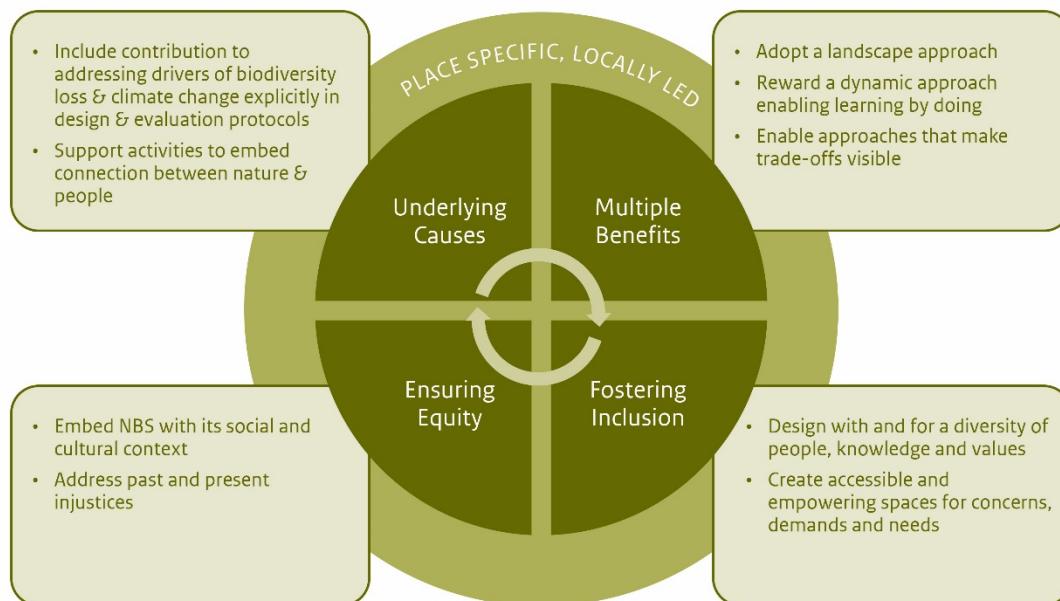 • Include contribution to
addressing drivers of biodiversity
loss & climate change explicitly in
design & evaluation protocols
• Support activities to embed
connection between nature &
people
PLACE SPECIFIC, LOCALLY LED
• Adopt a landscape approach
• Reward a dynamic approach
enabling learning by doing
• Enable approaches that make
trade-offs visible
Underlying
Causes
Multiple
Benefits
Ensuring
Equity
Fostering
Inclusion
• Embed NBS with its social and
cultural context
• Address past and present
injustices
• Design with and for a diversity of
people, knowledge and values
• Create accessible and
empowering spaces for concerns,
demands and needs